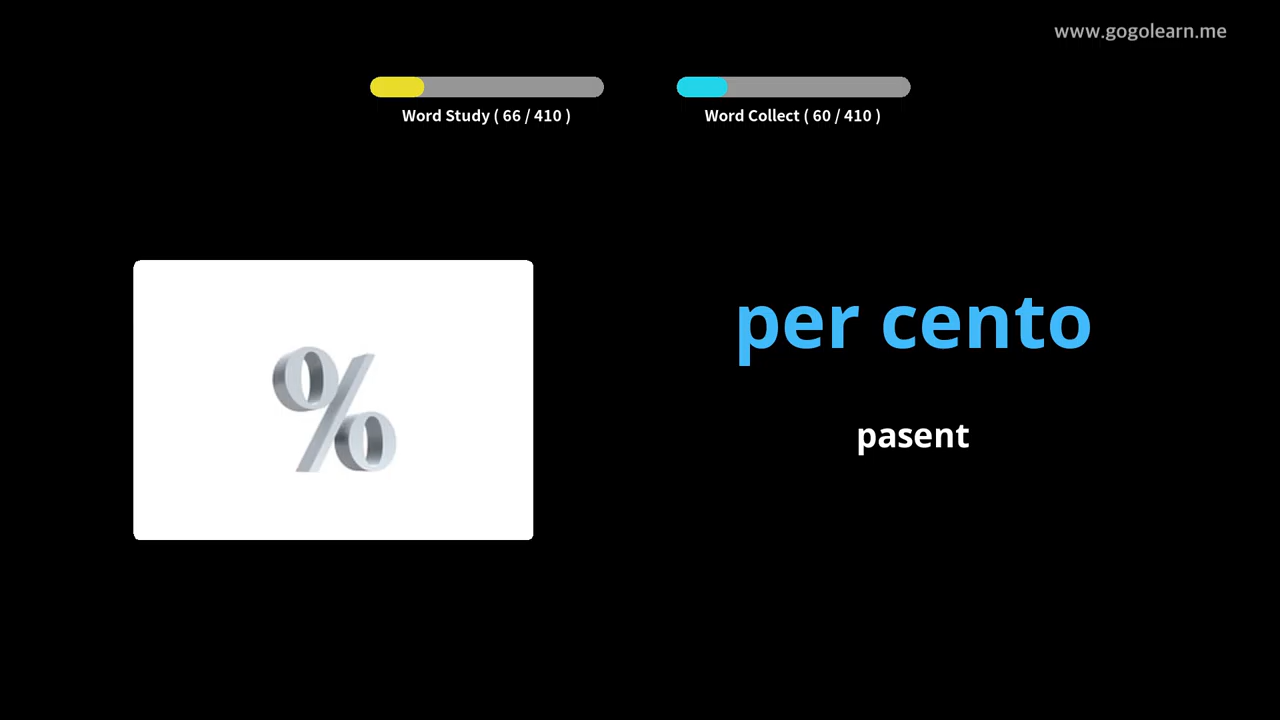 www.gogolearn.me
Word Study ( 66 / 410 )
Word Collect ( 60 / 410 )
%
per cento
pasent